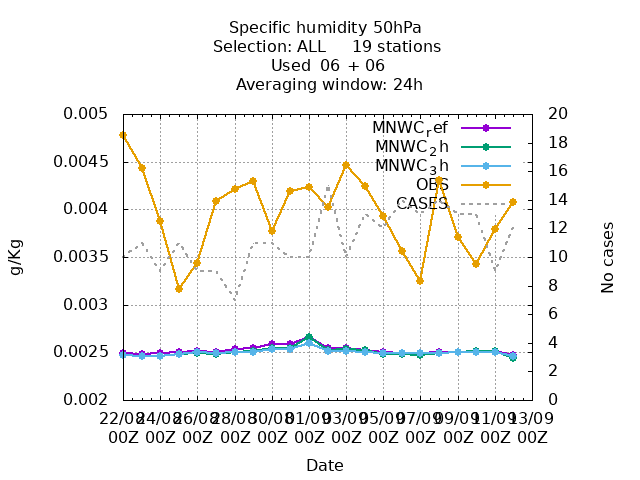 Specific humidity 50hPa
Selection: ALL 19 stations
Used 06 + 06
Averaging window: 24h
g/Kg
0.005
0.0045
0.004
0.0035
0.003
0.0025
0.002
MNWC_ref
MNWC_2h
MNWC_3h
OBS
CASES
20
18
16
14
12
10
8
6
4
2
0
No cases
22/08 24/08 26/08 28/08 30/08 01/09 03/09 05/09 07/09 09/09 11/09 13/09
00Z 00Z 00Z 00Z 00Z 00Z 00Z 00Z 00Z 00Z 00Z 00Z
Date